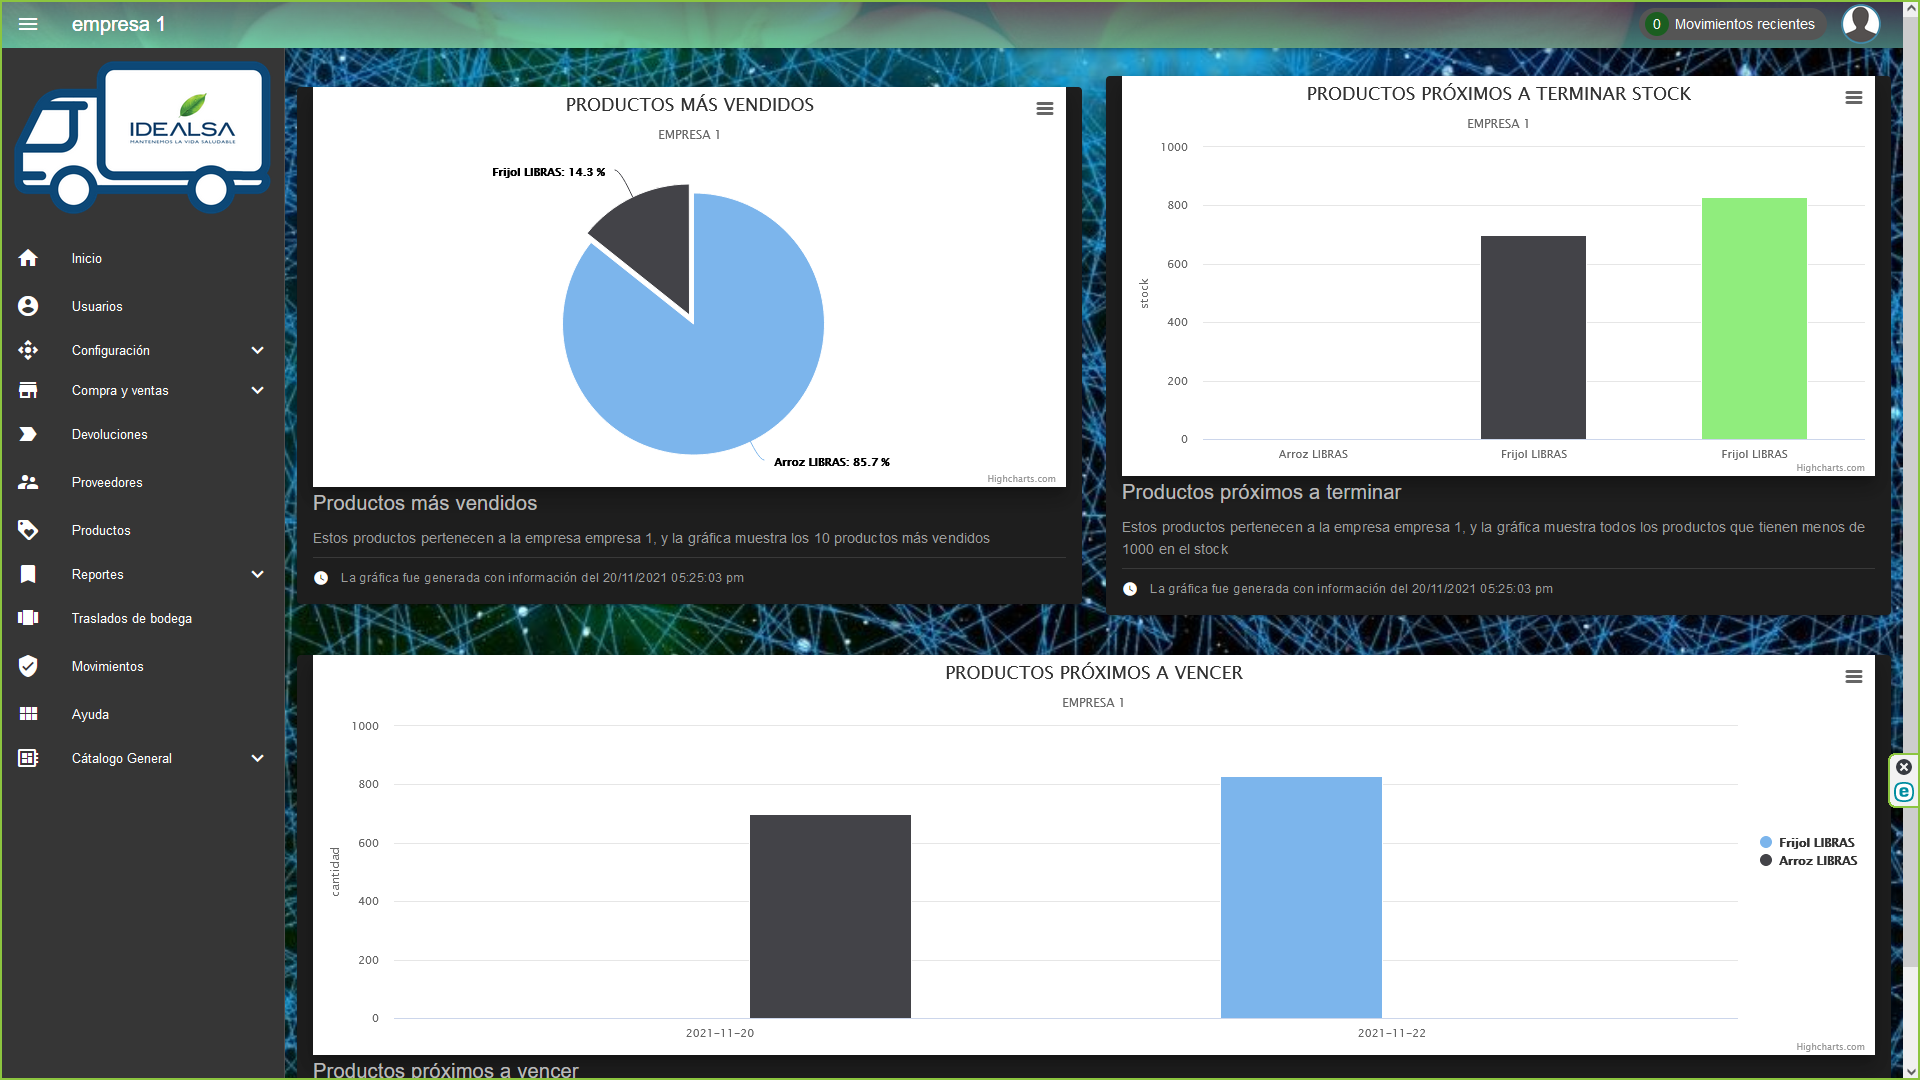 empresa 1
0 Movimientos recientes
IDEALSA
MANTENEMOS LA VIDA SALUDABLE
Inicio
Usuarios
Configuración
Compra y ventas
Devoluciones
Proveedores
Productos
Reportes
Traslados de bodega
Movimientos
Ayuda
Cátalogo General
PRODUCTOS MÁS VENDIDOS
EMPRESA 1
Frijol LIBRAS: 14.3 %
Arroz LIBRAS: 85.7 %
Highcharts.com
Productos más vendidos
Estos productos pertenecen a la empresa empresa 1, y la gráfica muestra los 10 productos más vendidos
La gráfica fue generada con información del 20/11/2021 05:25:03 pm
PRODUCTOS PRÓXIMOS A TERMINAR STOCK
EMPRESA 1
1000
800
600
400
200
0
stock
Arroz LIBRAS
Frijol LIBRAS
Frijol LIBRAS
Highcharts.com
Productos próximos a terminar
Estos productos pertenecen a la empresa empresa 1, y la gráfica muestra todos los productos que tienen menos de
1000 en el stock
La gráfica fue generada con información del 20/11/2021 05:25:03 pm
PRODUCTOS PRÓXIMOS A VENCER
EMPRESA 1
1000
800
600
400
200
0
cantidad
2021-11-20
2021-11-22
Frijol LIBRAS
Arroz LIBRAS
Highcharts.com
Productos próximos a vencer